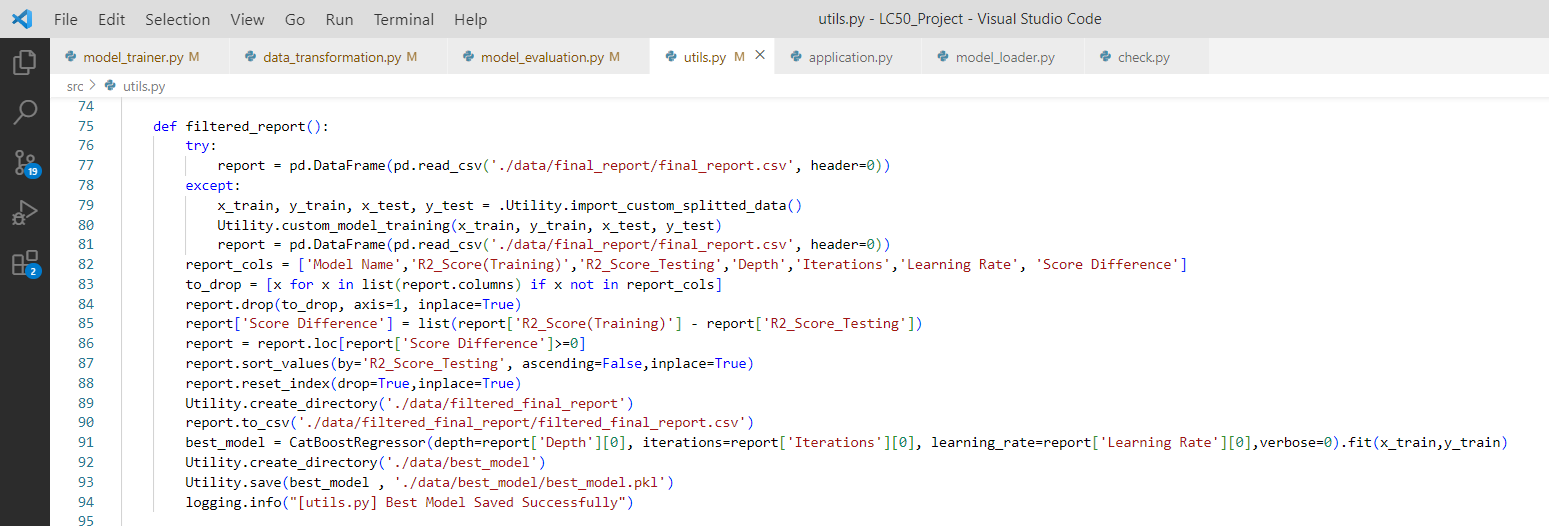 File Edit Selection View Go Run Terminal Help utils.py - LC50_Project - Visual Studio Code
model_trainer.py M data_transformation.py M model_evaluation.py M utils.py M application.py model_loader.py check.py
src > utils.py
74
75 def filtered_report():
76 try:
77 report = pd.DataFrame(pd.read_csv('./data/final_report/final_report.csv', header=0))
78 except:
79 x_train, y_train, x_test, y_test = .Utility.import_custom_splitted_data()
80 Utility.custom_model_training(x_train, y_train, x_test, y_test)
81 report = pd.DataFrame(pd.read_csv('./data/final_report/final_report.csv', header=0))
82 report_cols = ['Model Name','R2_Score(Training)','R2_Score_Testing','Depth','Iterations','Learning Rate', 'Score Difference']
83 to_drop = [x for x in list(report.columns) if x not in report_cols]
84 report.drop(to_drop, axis=1, inplace=True)
85 report['Score Difference'] = list(report['R2_Score(Training)'] - report['R2_Score_Testing'])
86 report = report.loc[report['Score Difference']>=0]
87 report.sort_values(by='R2_Score_Testing', ascending=False,inplace=True)
88 report.reset_index(drop=True,inplace=True)
89 Utility.create_directory('./data/filtered_final_report')
90 report.to_csv('./data/filtered_final_report/filtered_final_report.csv')
91 best_model = CatBoostRegressor(depth=report['Depth'][0], iterations=report['Iterations'][0], learning_rate=report['Learning Rate'][0],verbose=0).fit(x_train,y_train)
92 Utility.create_directory('./data/best_model')
93 Utility.save(best_model , './data/best_model/best_model.pkl')
94 logging.info("[utils.py] Best Model Saved Successfully")
95
19
2